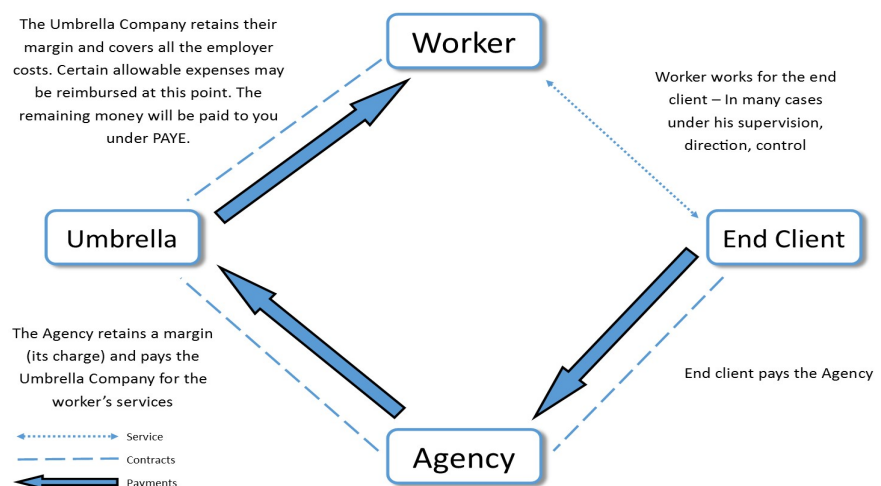 The Umbrella Company retains their
margin and covers all the employer
costs. Certain allowable expenses may
be reimbursed at this point. The
remaining money will be paid to you
under PAYE.
Worker
Worker works for the end
client – In many cases
under his supervision,
direction, control
Umbrella
End Client
The Agency retains a margin
(its charge) and pays the
Umbrella Company for the
worker’s services
End client pays the Agency
Agency
Service
Contracts
Payments